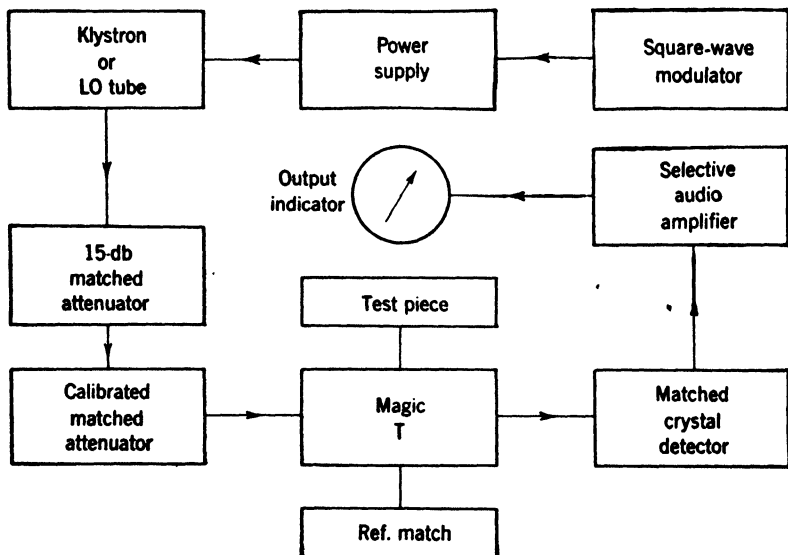 Klystron
or
LO tube
Power
supply
Square-wave
modulator
Output
indicator
Selective
audio
amplifier
15-db
matched
attenuator
Test piece
Calibrated
matched
attenuator
Magic
T
Matched
crystal
detector
Ref. match